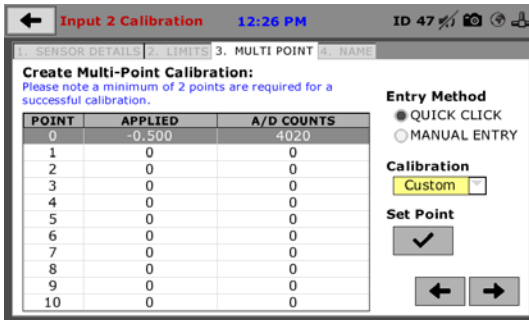 Input 2 Calibration 12:26 PM ID 47
1. SENSOR DETAILS 2. LIMITS 3. MULTI POINT 4. NAME
Create Multi-Point Calibration:
Please note a minimum of 2 points are required for a
successful calibration.
POINT APPLIED A/D COUNTS
0 -0.500 4020
1 0 0
2 0 0
3 0 0
4 0 0
5 0 0
6 0 0
7 0 0
8 0 0
9 0 0
10 0 0
Entry Method
QUICK CLICK
MANUAL ENTRY
Calibration
Custom
Set Point